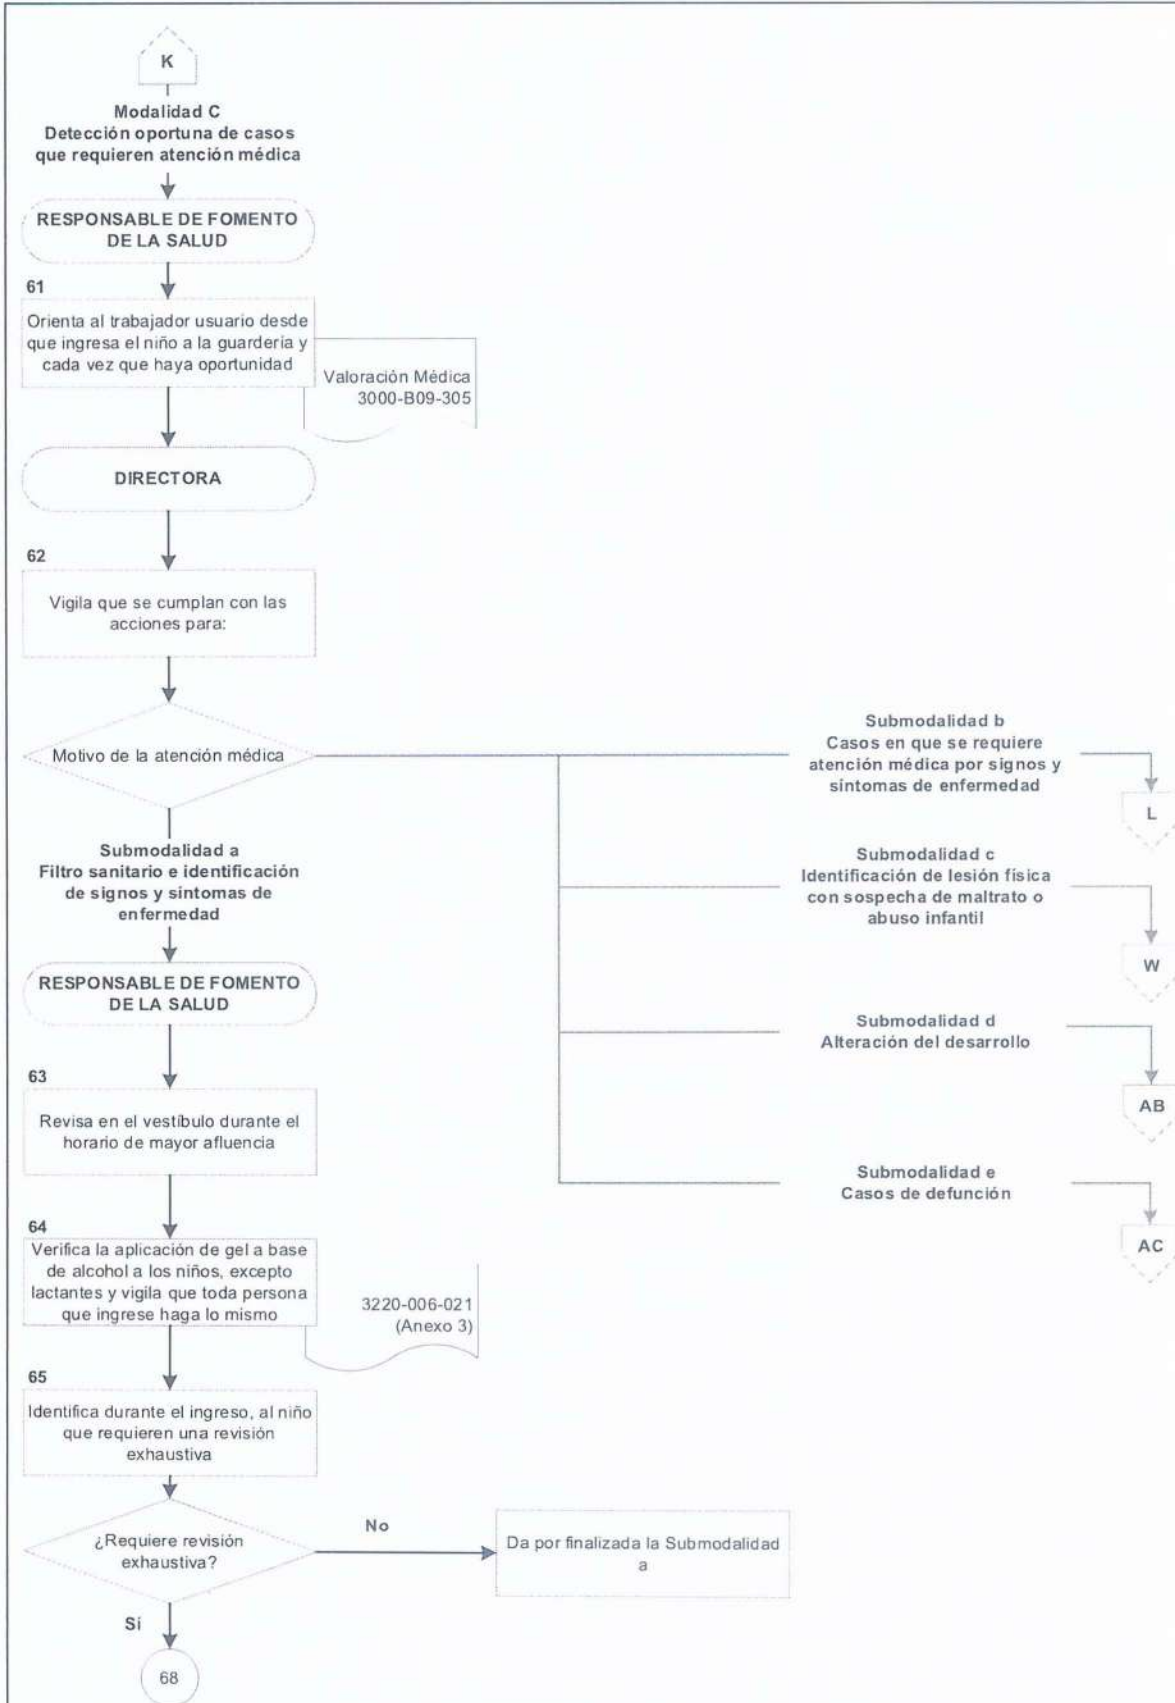 K
Modalidad C
Detección oportuna de casos
que requieren atención médica
RESPONSABLE DE FOMENTO
DE LA SALUD
61
Orienta al trabajador usuario desde
que ingresa el niño a la guardería y
cada vez que haya oportunidad
Valoración Médica
3000-B09-305
DIRECTORA
62
Vigila que se cumplan con las
acciones para:
Motivo de la atención médica
Submodalidad b
Casos en que se requiere
atención médica por signos y
síntomas de enfermedad
L
Submodalidad c
Identificación de lesión física
con sospecha de maltrato o
abuso infantil
W
Submodalidad d
Alteración del desarrollo
AB
Submodalidad e
Casos de defunción
AC
Submodalidad a
Filtro sanitario e identificación
de signos y síntomas de
enfermedad
RESPONSABLE DE FOMENTO
DE LA SALUD
63
Revisa en el vestíbulo durante el
horario de mayor afluencia
64
Verifica la aplicación de gel a base
de alcohol a los niños, excepto
lactantes y vigila que toda persona
que ingrese haga lo mismo
3220-006-021
(Anexo 3)
65
Identifica durante el ingreso, al niño
que requieren una revisión
exhaustiva
¿Requiere revisión
exhaustiva?
No
Da por finalizada la Submodalidad
a
Sí
68